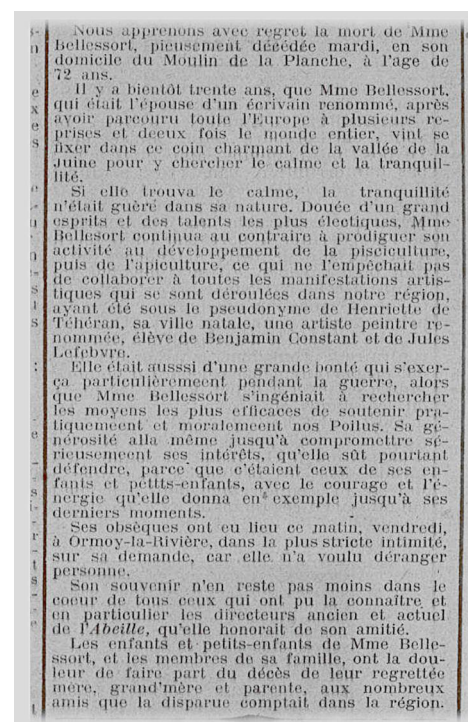 Nous apprenons avec regret la mort de Mme
Bellessort, pieusement décédée mardi, en son
domicile du Moulin de la Planche, à l'age de
72 ans.
Il y a bientôt trente ans, que Mme Bellessort,
qui était l'épouse d'un écrivain renommé, après
avoir parcouru toute l'Europe à plusieurs re-
prises et deeux fois le monde entier, vint se
fixer dans ce coin charmant de la vallée de la
Juine pour y chercher le calme et la tranquil-
lité.
Si elle trouva le calme, la tranquillité
n'était guère dans sa nature. Douée d'un grand
esprits et des talents les plus électiques, Mme
Bellesort continua au contraire à prodiguer son
activité au développement de la pisciculture,
puis de l'apiculture, ce qui ne l'empêchait pas
de collaborer à toutes les manifestations artis-
tiques qui se sont déroulées dans notre région,
ayant été sous le pseudonyme de Henriette de
Téhéran, sa ville natale, une artiste peintre re-
nommée, élève de Benjamin Constant et de Jules
Lefebvre.
Elle était ausssi d'une grande bonté qui s'exer-
ça particulièremeent pendant la guerre, alors
que Mme Bellessort s'ingéniait à rechercher
les moyens les plus efficaces de soutenir pra-
tiquemeent et moralemeent nos Poilus. Sa gé-
nérosité alla même jusqu'à compromettre sé-
rieusemeent ses intérêts, qu'elle sût pourtant
défendre, parce que c'étaient ceux de ses en-
fants et petits-enfants, avec le courage et l'é-
nergie qu'elle donna en exemple jusqu'à ses
derniers moments.
Ses obsèques ont eu lieu ce matin, vendredi,
à Ormoy-la-Rivière, dans la plus stricte intimité,
sur sa demande, car elle n'a voulu déranger
personne.
Son souvenir n'en reste pas moins dans le
coeur de tous ceux qui ont pu la connaître et
en particulier les directeurs ancien et actuel
de l'Abeille, qu'elle honorait de son amitié.
Les enfants et petits-enfants de Mme Belle-
ssort, et les membres de sa famille, ont la dou-
leur de faire part du décès de leur regrettée
mère, grand'mère et parente, aux nombreux
amis que la disparue comptait dans la région.